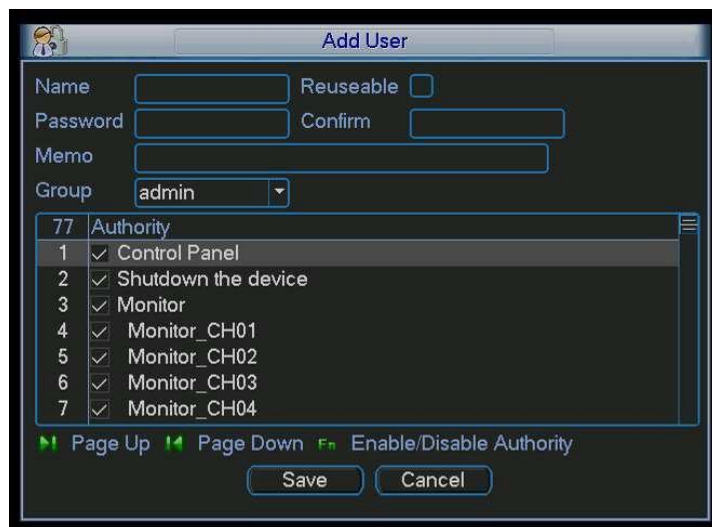 Add User
Name Reuseable
Password Confirm
Memo
Group admin
77 Authority
1 Control Panel
2 Shutdown the device
3 Monitor
4 Monitor_CH01
5 Monitor_CH02
6 Monitor_CH03
7 Monitor_CH04
Page Up Page Down Fn Enable/Disable Authority
Save Cancel